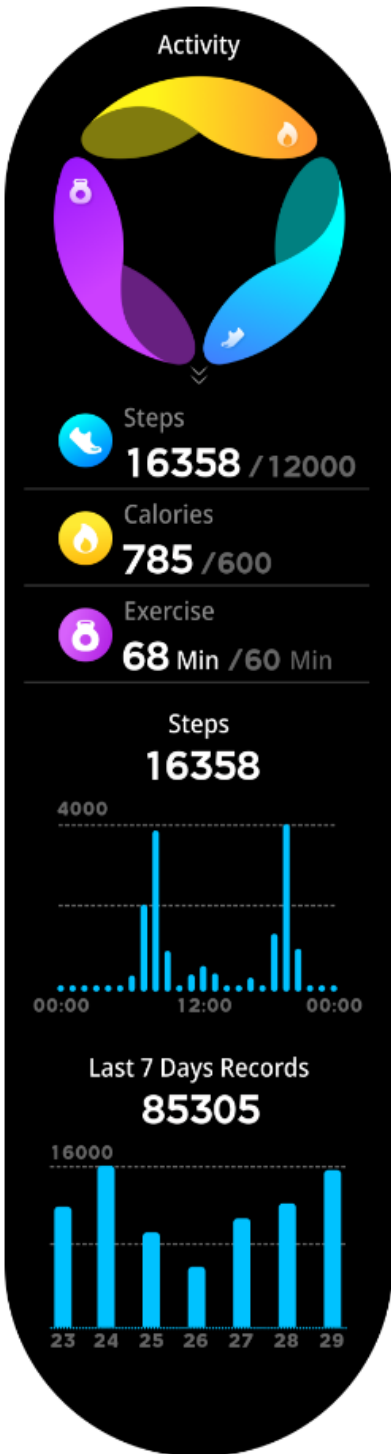 Activity
Steps
16358 /12000
Calories
785 /600
Exercise
68 Min /60 Min
Steps
16358
4000
00:00 12:00 00:00
Last 7 Days Records
85305
16000
23 24 25 26 27 28 29